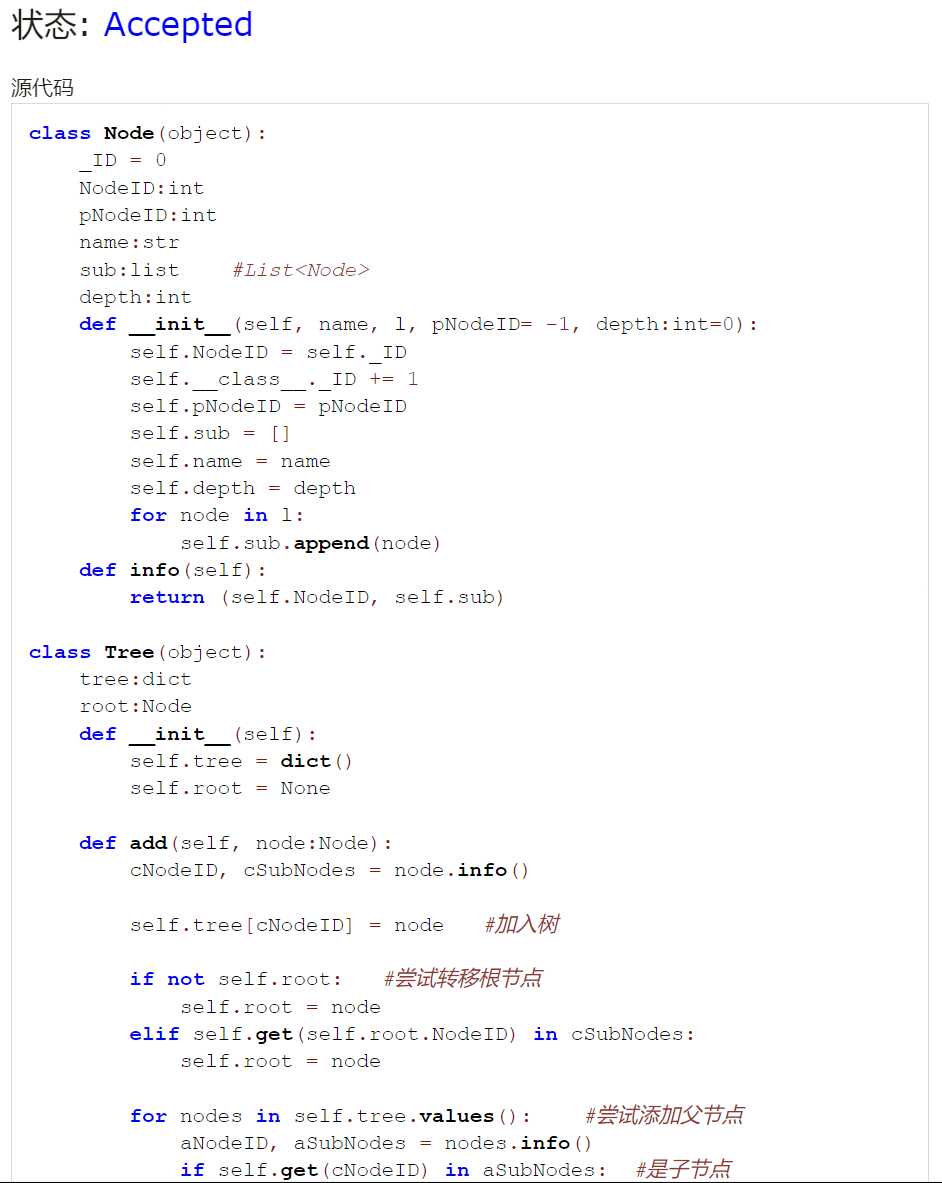 状态: Accepted
源代码
class Node(object):
    _ID = 0
    NodeID:int
    pNodeID:int
    name:str
    sub:list    #List<Node>
    depth:int
    def __init__(self, name, l, pNodeID= -1, depth:int=0):
        self.NodeID = self._ID
        self.__class__._ID += 1
        self.pNodeID = pNodeID
        self.sub = []
        self.name = name
        self.depth = depth
        for node in l:
            self.sub.append(node)
    def info(self):
        return (self.NodeID, self.sub)
class Tree(object):
    tree:dict
    root:Node
    def __init__(self):
        self.tree = dict()
        self.root = None
    def add(self, node:Node):
        cNodeID, cSubNodes = node.info()
        self.tree[cNodeID] = node   #加入树
        if not self.root:   #尝试转移根节点
            self.root = node
        elif self.get(self.root.NodeID) in cSubNodes:
            self.root = node
        for nodes in self.tree.values():    #尝试添加父节点
            aNodeID, aSubNodes = nodes.info()
            if self.get(cNodeID) in aSubNodes:  #是子节点